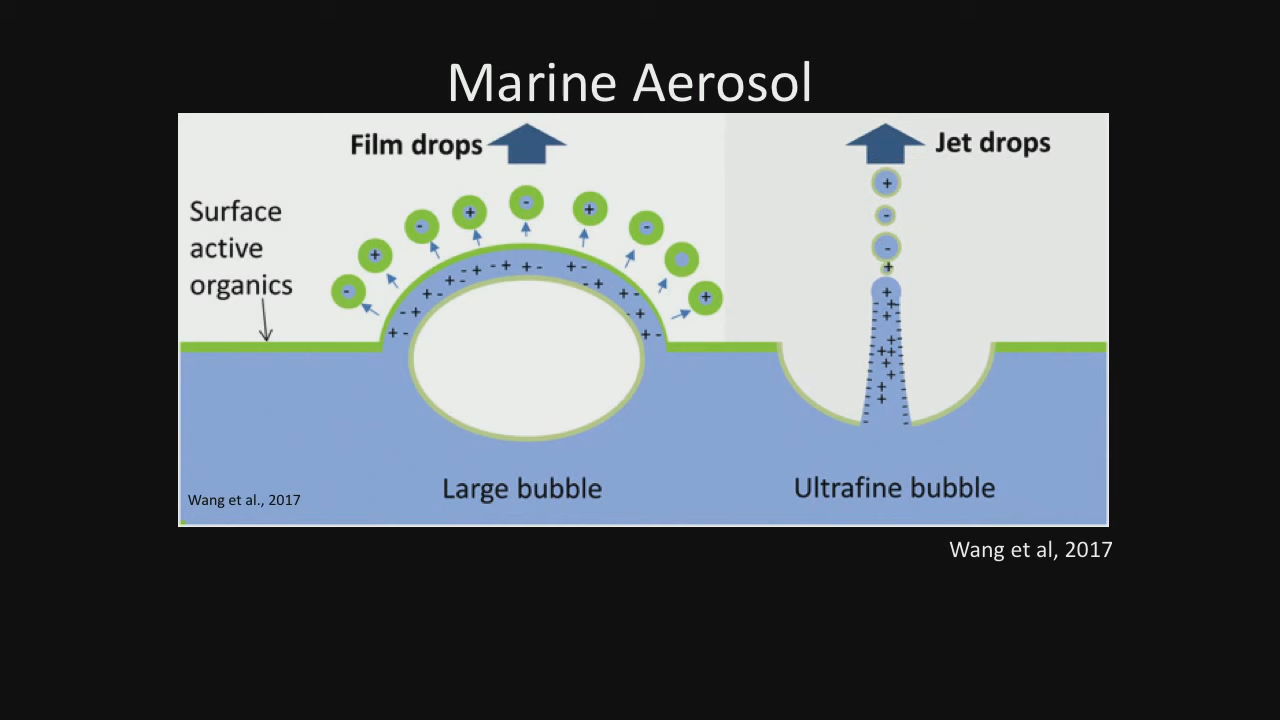 Marine Aerosol
Film drops
Jet drops
Surface
active
organics
Large bubble
Ultrafine bubble
Wang et al., 2017
Wang et al, 2017